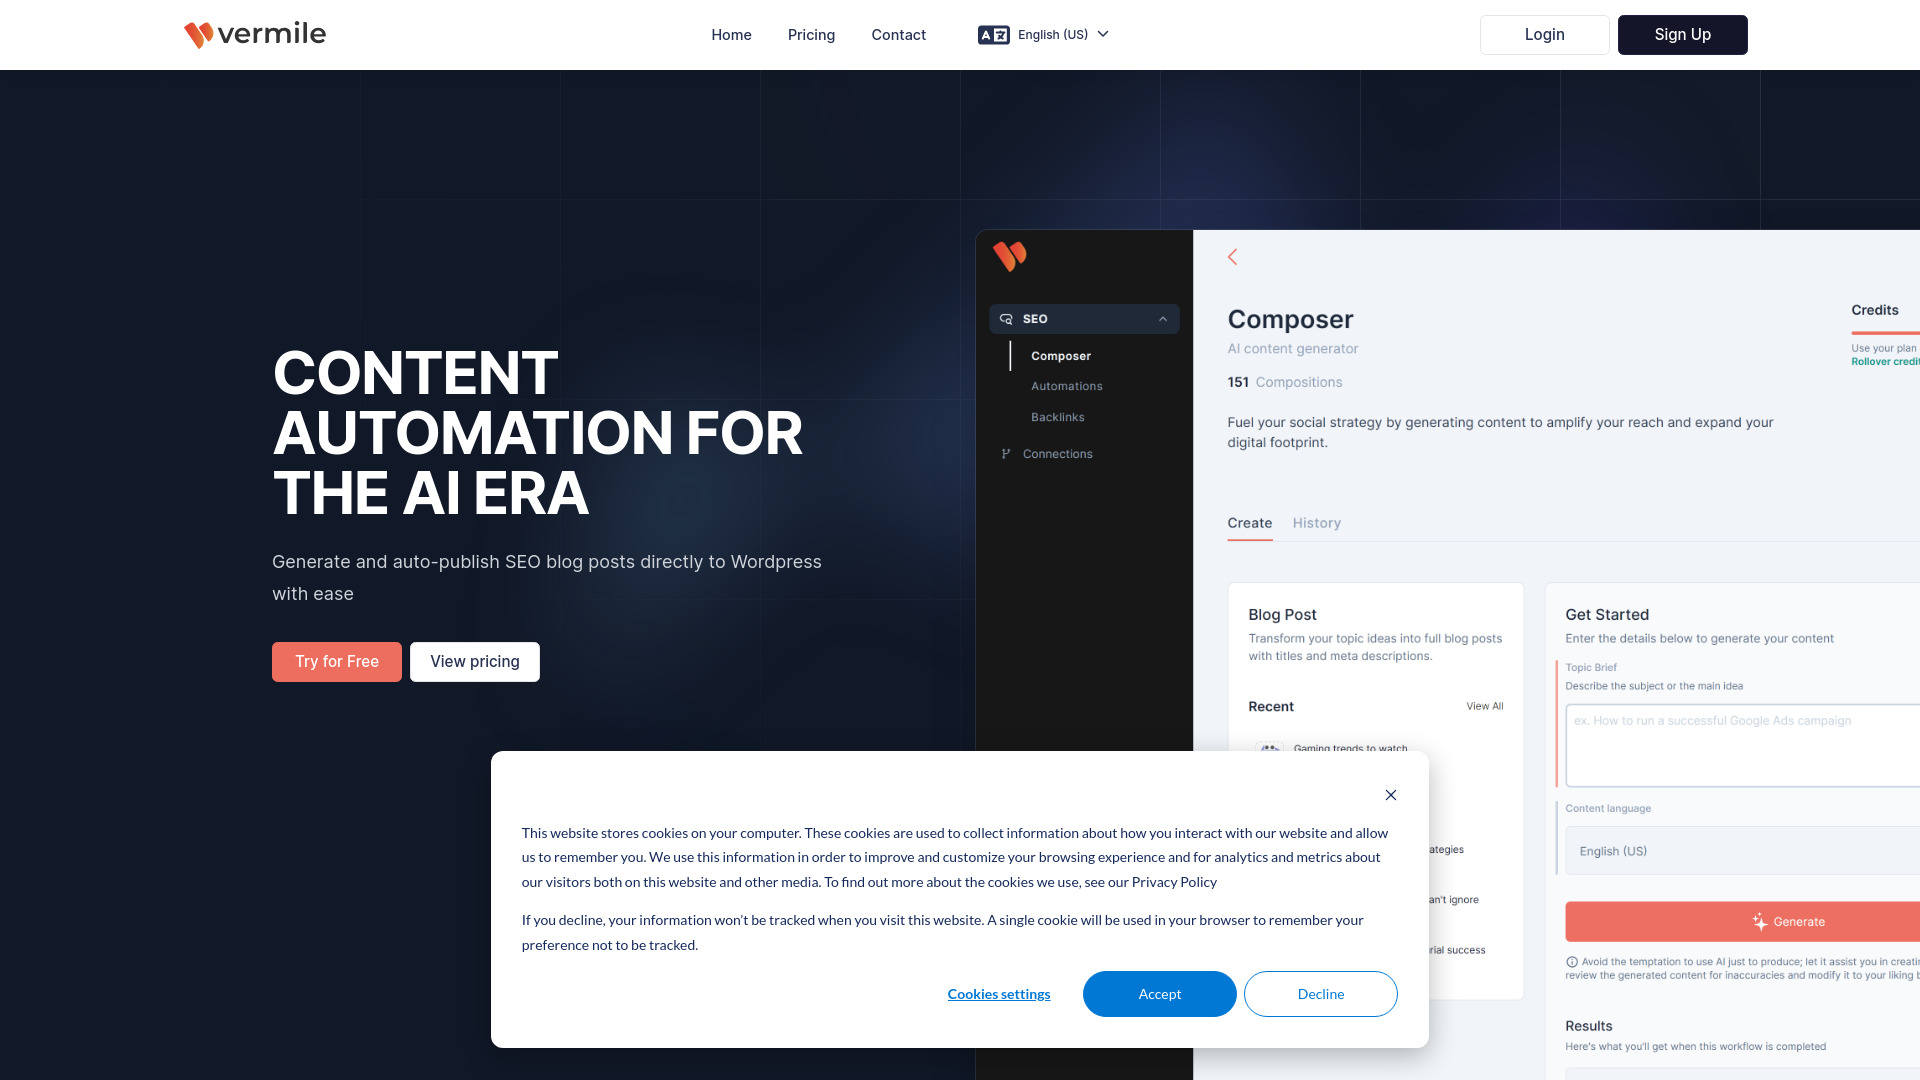 vermile
Home
Pricing
Contact
English (US)
Login
Sign Up
CONTENT
AUTOMATION FOR
THE AI ERA
Generate and auto-publish SEO blog posts directly to Wordpress
with ease
Try for Free
View pricing
SEO
Composer
Automations
Backlinks
Connections
Composer
AI content generator
151 Compositions
Fuel your social strategy by generating content to amplify your reach and expand your
digital footprint.
Credits
Use your plan
Rollover credit
Create
History
Blog Post
Transform your topic ideas into full blog posts
with titles and meta descriptions.
Recent
View All
Gaming trends to watch
ategies
an't ignore
rial success
Get Started
Enter the details below to generate your content
Topic Brief
Describe the subject or the main idea
ex. How to run a successful Google Ads campaign
Content language
English (US)
Generate
Avoid the temptation to use AI just to produce; let it assist you in creati
review the generated content for inaccuracies and modify it to your liking b
Results
Here's what you'll get when this workflow is completed
This website stores cookies on your computer. These cookies are used to collect information about how you interact with our website and allow
us to remember you. We use this information in order to improve and customize your browsing experience and for analytics and metrics about
our visitors both on this website and other media. To find out more about the cookies we use, see our Privacy Policy
If you decline, your information won't be tracked when you visit this website. A single cookie will be used in your browser to remember your
preference not to be tracked.
Cookies settings
Accept
Decline